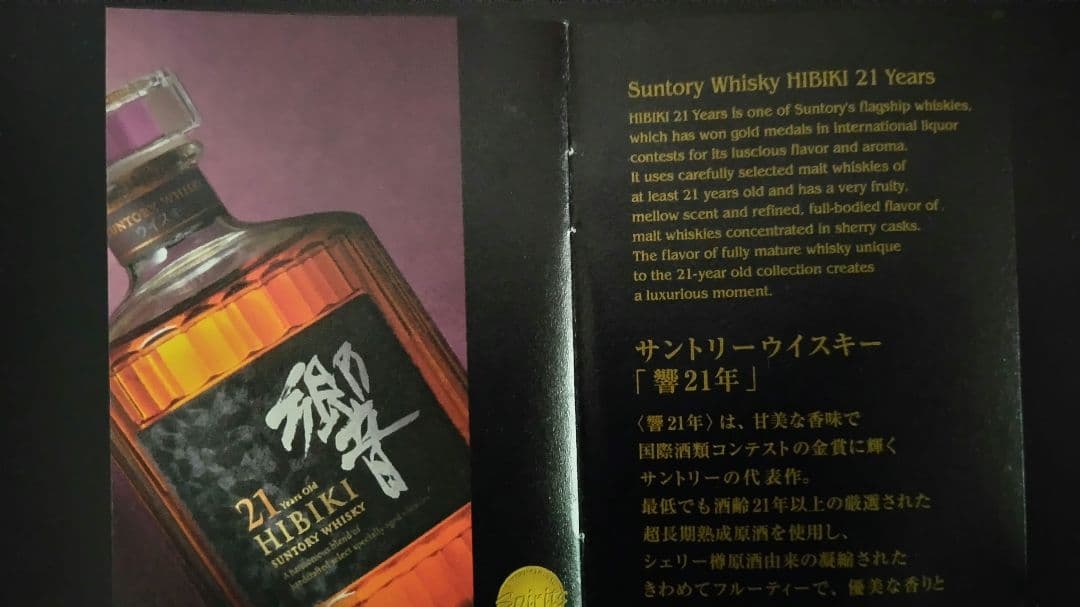 SUNTORY WHISKY
響
21 Years Old
HIBIKI
SUNTORY WHISKY
A harmonious blend of
handcrafted select specially aged
Spirits
Suntory Whisky HIBIKI 21 Years
HIBIKI 21 Years is one of Suntory's flagship whiskies,
which has won gold medals in international liquor
contests for its luscious flavor and aroma.
It uses carefully selected malt whiskies of
at least 21 years old and has a very fruity,
mellow scent and refined, full-bodied flavor of
malt whiskies concentrated in sherry casks.
The flavor of fully mature whisky unique
to the 21-year old collection creates
a luxurious moment.
サントリーウイスキー
「響21年」
〈響21年〉は、甘美な香味で
国際酒類コンテストの金賞に輝く
サントリーの代表作。
最低でも酒齢21年以上の厳選された
超長期熟成原酒を使用し、
シェリー樽原酒由来の凝縮された
きわめてフルーティーで、優美な香りと